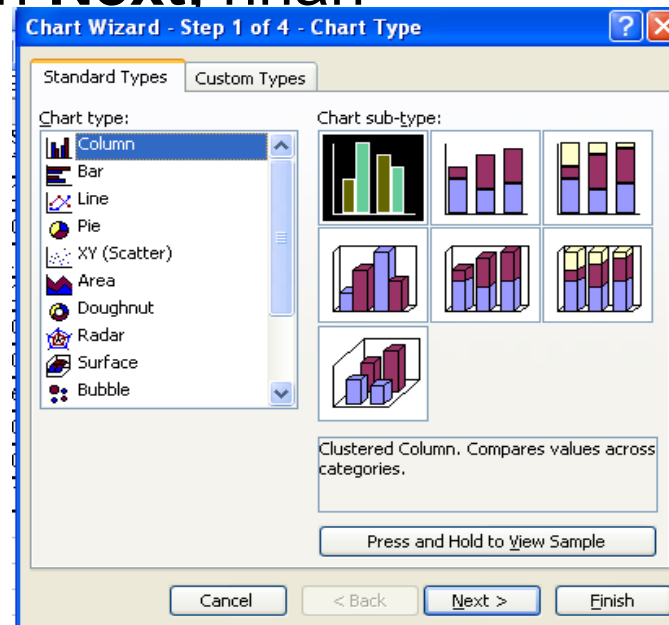 Next,
Chart Wizard - Step 1 of 4 - Chart Type
Standard Types Custom Types
Chart type:
Column
Bar
Line
Pie
XY (Scatter)
Area
Doughnut
Radar
Surface
Bubble
Chart sub-type:
Clustered Column. Compares values across
categories.
Press and Hold to View Sample
Cancel < Back Next > Finish